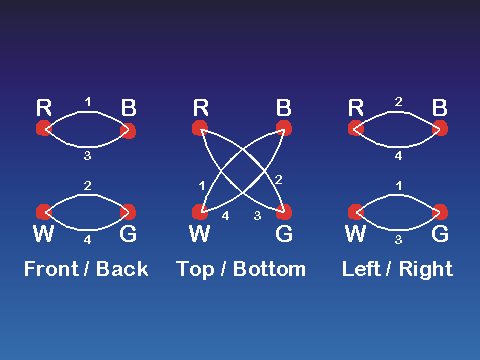 1 2
R B R B R B
3 4
2 1 2 1
4 4 3 3
W G W G W G
Front / Back Top / Bottom Left / Right